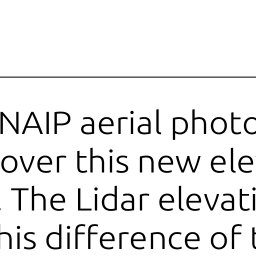 NAIP aerial photo
over this new ele
. The Lidar elevati
his difference of t